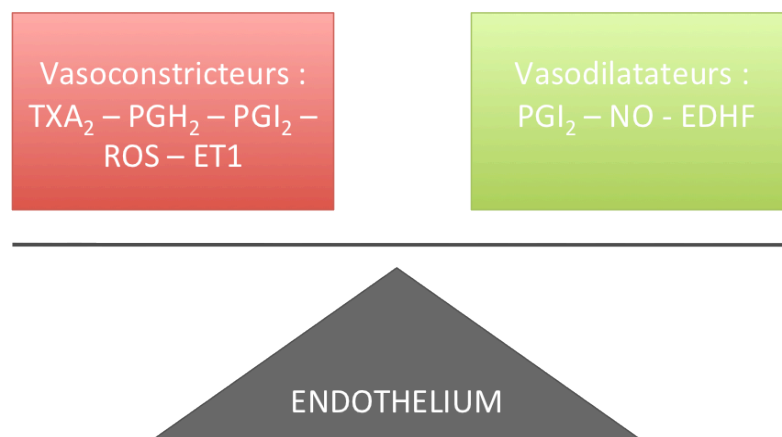 Vasoconstricteurs :
TXA₂ – PGH₂ – PGI₂ –
ROS – ET1
Vasodilatateurs :
PGI₂ – NO - EDHF
ENDOTHELIUM